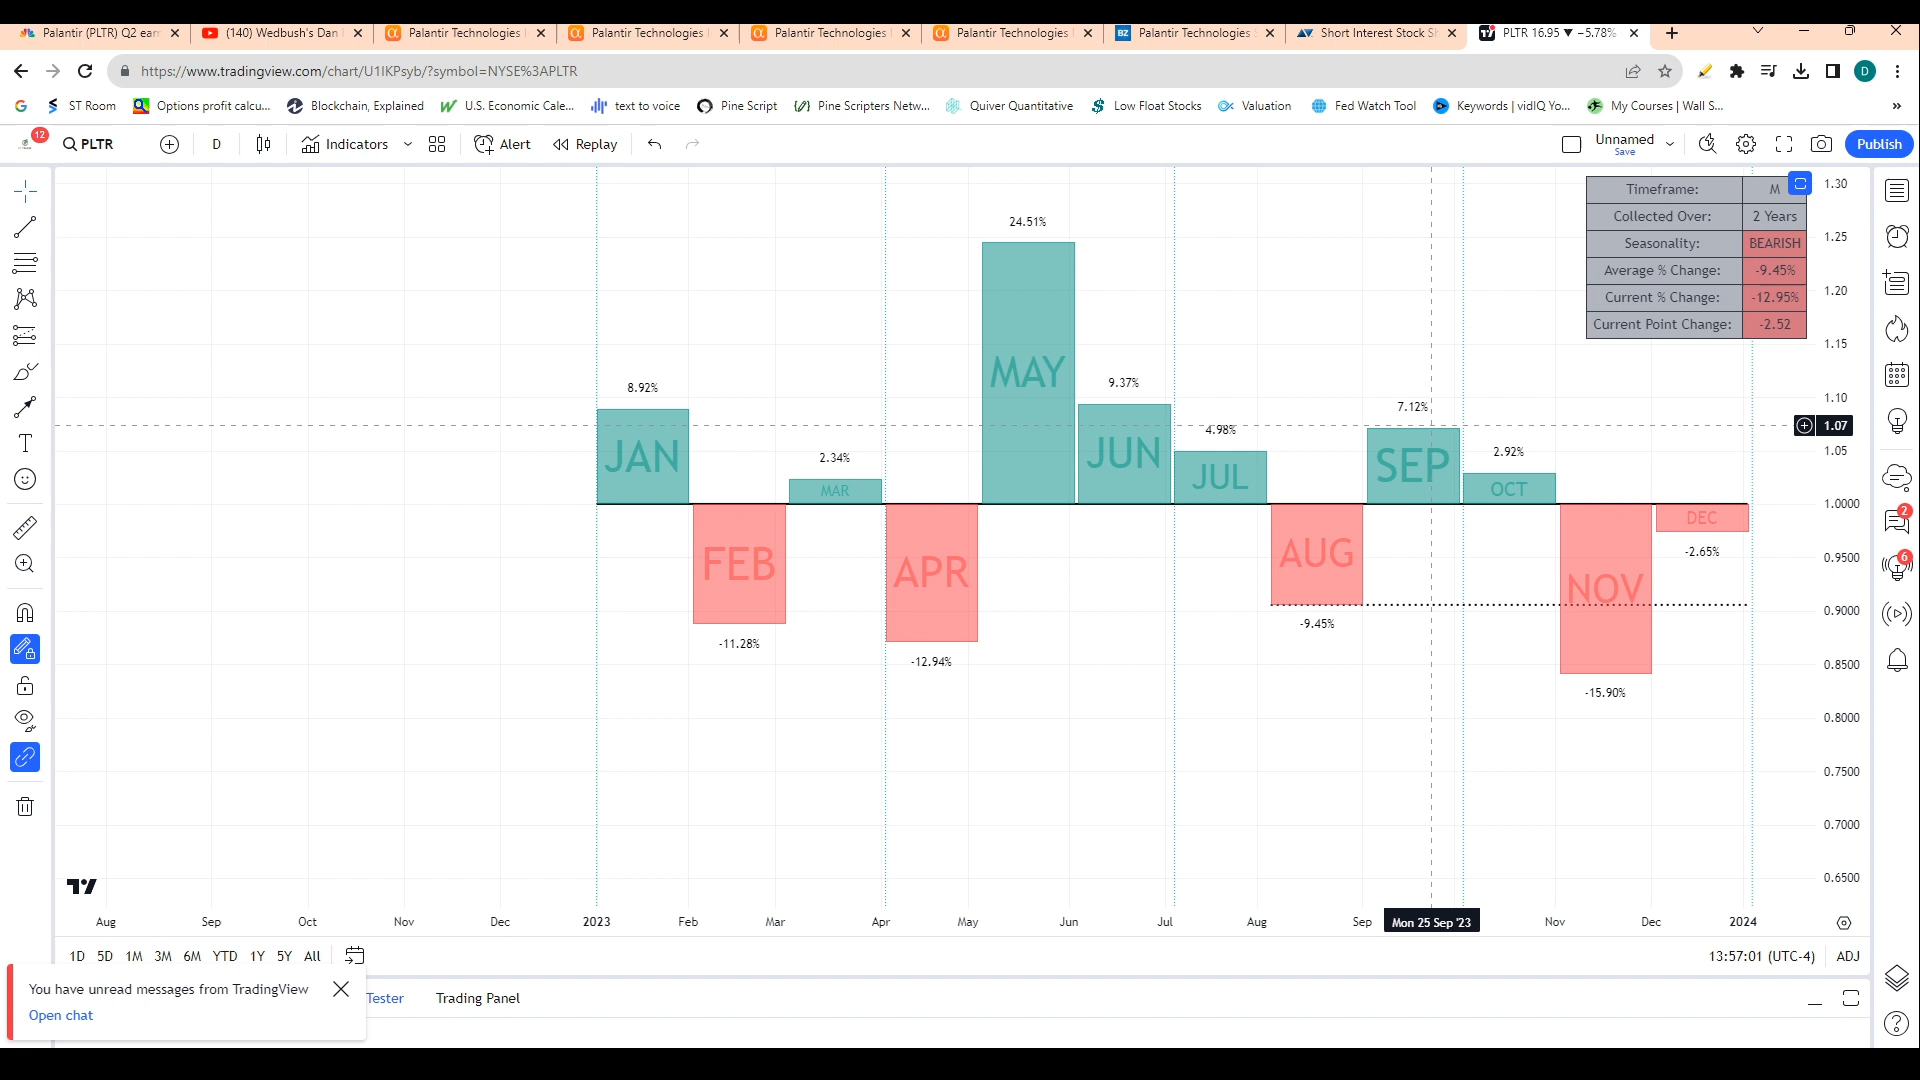 Palantir (PLTR) Q2 ear
(140) Wedbush's Dan
Palantir Technologies
Palantir Technologies
Palantir Technologies
Palantir Technologies
BZ Palantir Technologies S
Short Interest Stock Sh
PLTR 16.95 ▼ −5.78%
https://www.tradingview.com/chart/U1IKPsyb/?symbol=NYSE%3APLTR
D
G
ST Room
Options profit calcu...
Blockchain, Explained
U.S. Economic Cale...
text to voice
Pine Script
Pine Scripters Netw...
Quiver Quantitative
Low Float Stocks
Valuation
Fed Watch Tool
Keywords | vidIQ Yo...
My Courses | Wall S...
»
12
PLTR
D
Indicators
Alert
Replay
Unnamed
Save
Publish
Timeframe: M
Collected Over: 2 Years
Seasonality: BEARISH
Average % Change: -9.45%
Current % Change: -12.95%
Current Point Change: -2.52
1.30
1.25
1.20
1.15
1.10
1.07
1.05
1.0000
0.9500
0.9000
0.8500
0.8000
0.7500
0.7000
0.6500
24.51%
8.92%
9.37%
7.12%
4.98%
2.34%
2.92%
MAY
JAN
JUN
SEP
JUL
MAR
OCT
DEC
FEB
APR
AUG
NOV
-2.65%
-9.45%
-11.28%
-12.94%
-15.90%
2
6
Aug Sep Oct Nov Dec 2023 Feb Mar Apr May Jun Jul Aug Sep Mon 25 Sep '23 Nov Dec 2024
1D 5D 1M 3M 6M YTD 1Y 5Y All
13:57:01 (UTC-4) ADJ
You have unread messages from TradingView
Open chat
Tester
Trading Panel